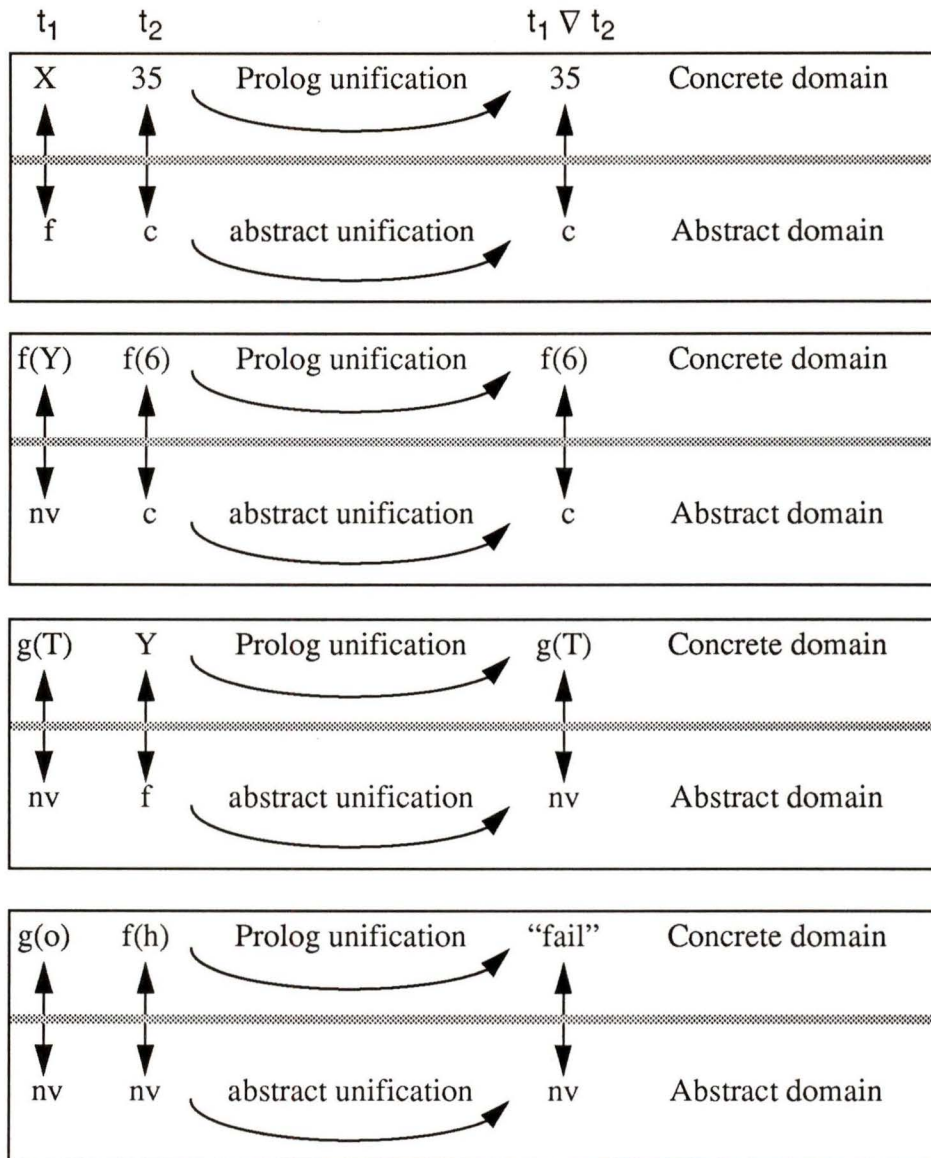 t1 t2 t1 ∇ t2
X 35 Prolog unification 35 Concrete domain
f c abstract unification c Abstract domain
f(Y) f(6) Prolog unification f(6) Concrete domain
nv c abstract unification c Abstract domain
g(T) Y Prolog unification g(T) Concrete domain
nv f abstract unification nv Abstract domain
g(o) f(h) Prolog unification “fail” Concrete domain
nv nv abstract unification nv Abstract domain